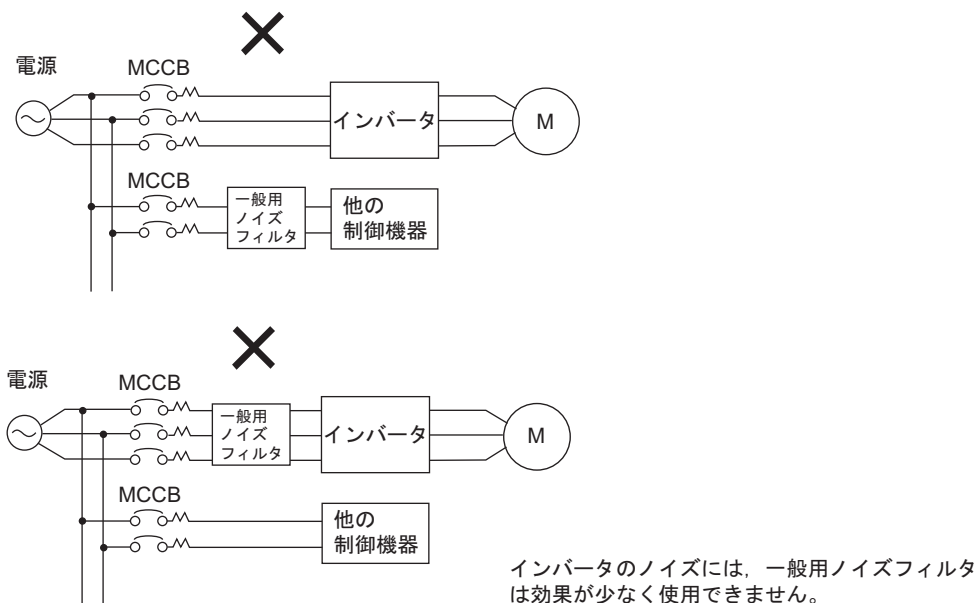 電源
MCCB
インバータ
M
MCCB
一般用
ノイズ
フィルタ
他の
制御機器
電源
MCCB
一般用
ノイズ
フィルタ
インバータ
M
MCCB
他の
制御機器
インバータのノイズには，一般用ノイズフィルタ
は効果が少なく使用できません。